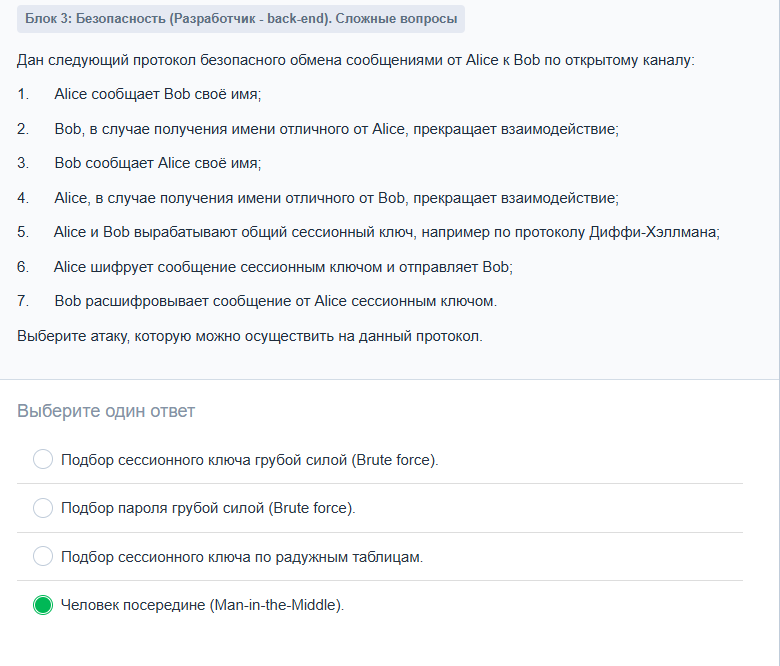 Блок 3: Безопасность (Разработчик - back-end). Сложные вопросы
Дан следующий протокол безопасного обмена сообщениями от Alice к Bob по открытому каналу:
1. Alice сообщает Bob своё имя;
2. Bob, в случае получения имени отличного от Alice, прекращает взаимодействие;
3. Bob сообщает Alice своё имя;
4. Alice, в случае получения имени отличного от Bob, прекращает взаимодействие;
5. Alice и Bob вырабатывают общий сессионный ключ, например по протоколу Диффи-Хэллмана;
6. Alice шифрует сообщение сессионным ключом и отправляет Bob;
7. Bob расшифровывает сообщение от Alice сессионным ключом.
Выберите атаку, которую можно осуществить на данный протокол.
Выберите один ответ
Подбор сессионного ключа грубой силой (Brute force).
Подбор пароля грубой силой (Brute force).
Подбор сессионного ключа по радужным таблицам.
Человек посередине (Man-in-the-Middle).